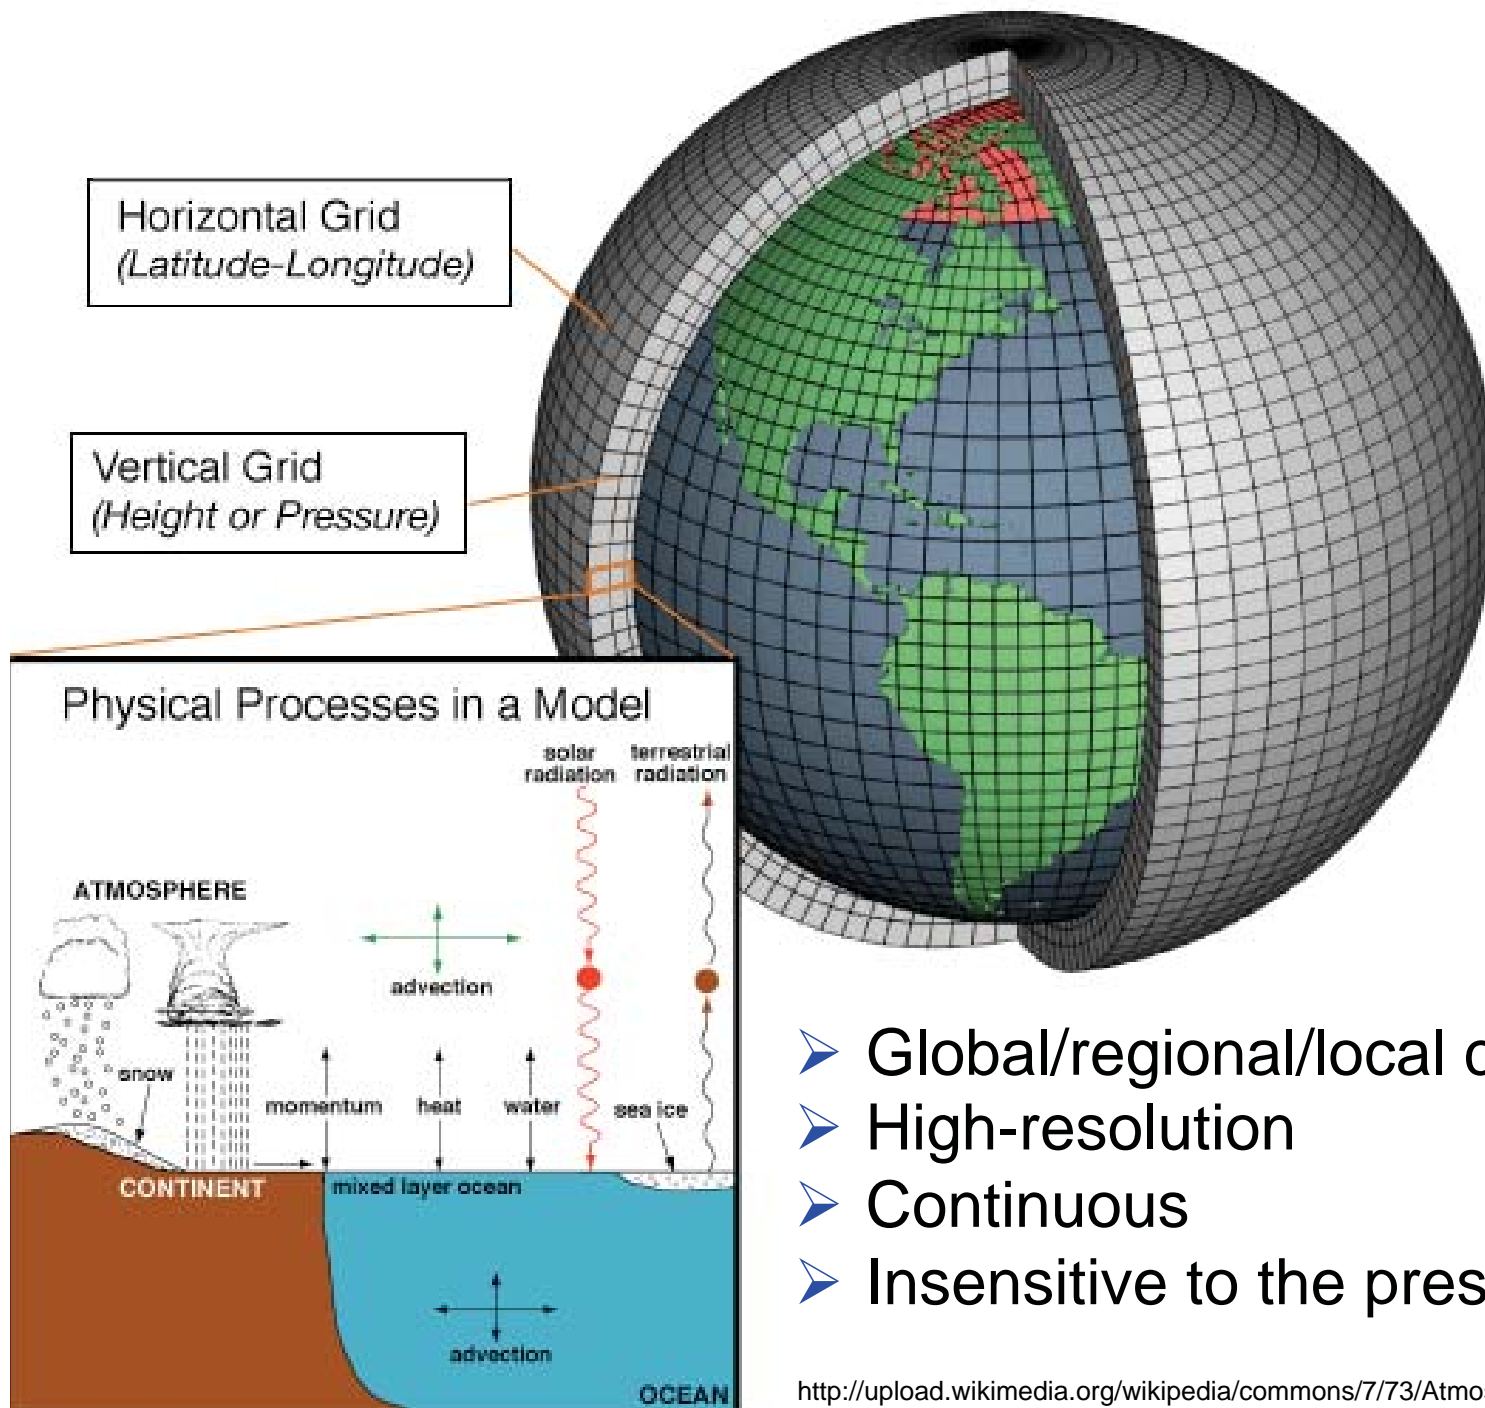 Horizontal Grid
(Latitude-Longitude)
Vertical Grid
(Height or Pressure)
Physical Processes in a Model
solar
radiation
terrestrial
radiation
ATMOSPHERE
advection
snow
momentum
heat
water
sea ice
CONTINENT
mixed layer ocean
advection
OCEAN
Global/regional/local
High-resolution
Continuous
Insensitive to the
http://upload.wikimedia.org/wikipedia/commons/7/73/